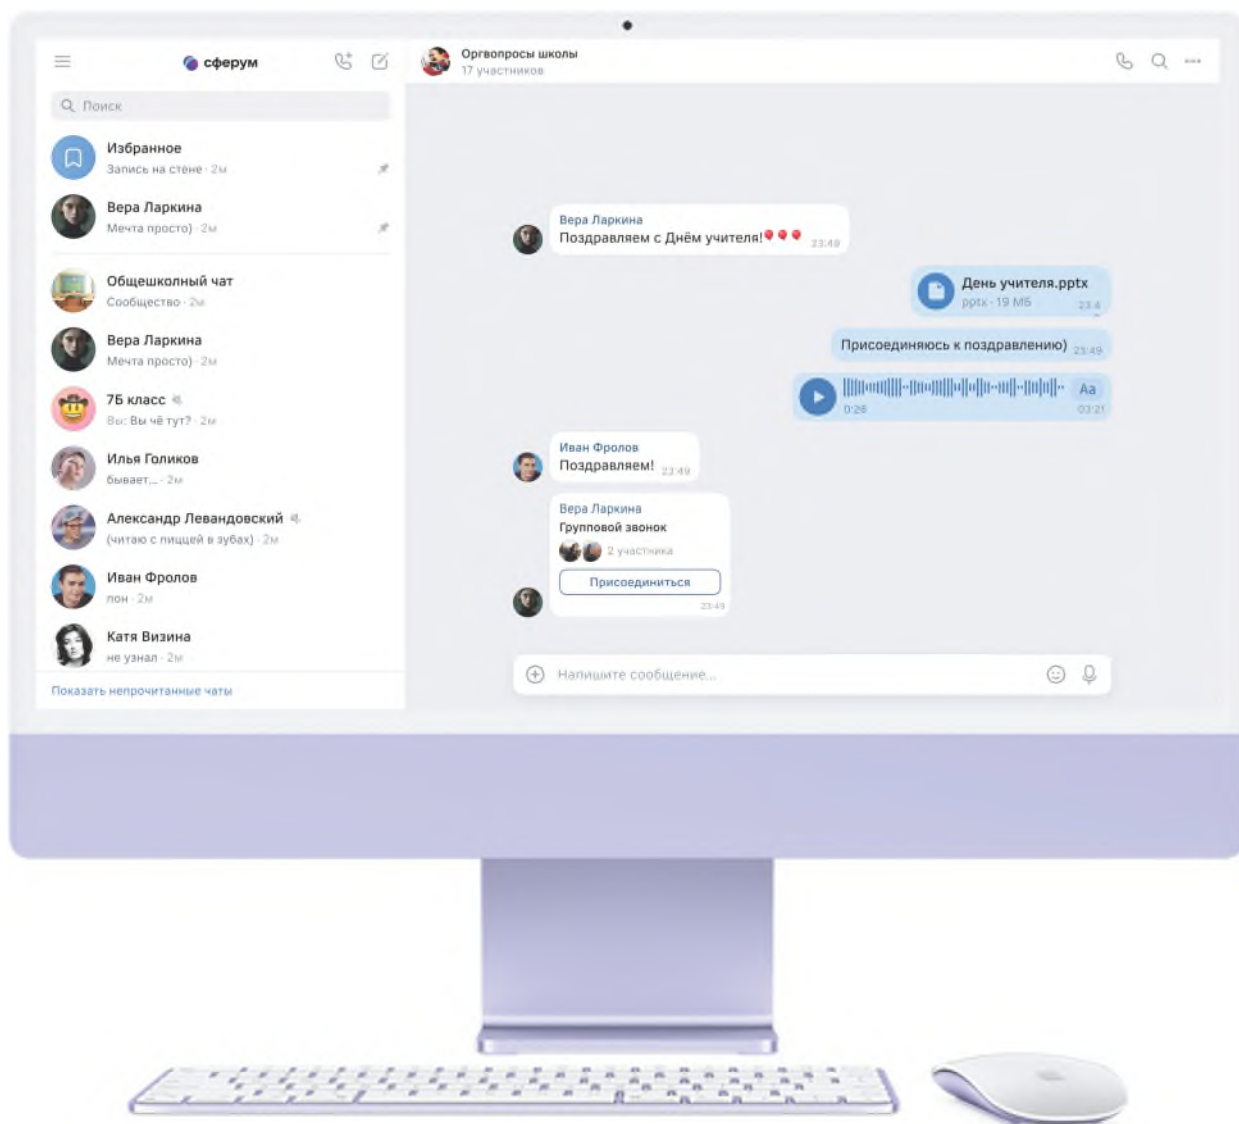 сферум
Поиск
Избранное
Запись на стене · 2м
Вера Ларкина
Мечта просто) · 2м
Общешкольный чат
Сообщество · 2м
Вера Ларкина
Мечта просто) · 2м
7Б класс
Вы: Вы чё тут? · 2м
Илья Голиков
бывает... · 2м
Александр Левандовский
(читаю с пиццей в зубах) · 2м
Иван Фролов
пон · 2м
Катя Визина
не узнал · 2м
Показать непрочитанные чаты
Оргвопросы школы
17 участников
Вера Ларкина
Поздравляем с Днём учителя! 23:49
День учителя.pptx
pptx · 19 МБ 23:4
Присоединяюсь к поздравлению) 23:49
Aa
0:26 03:21
Иван Фролов
Поздравляем! 23:49
Вера Ларкина
Групповой звонок
2 участника
Присоединиться
23:49
Напишите сообщение...